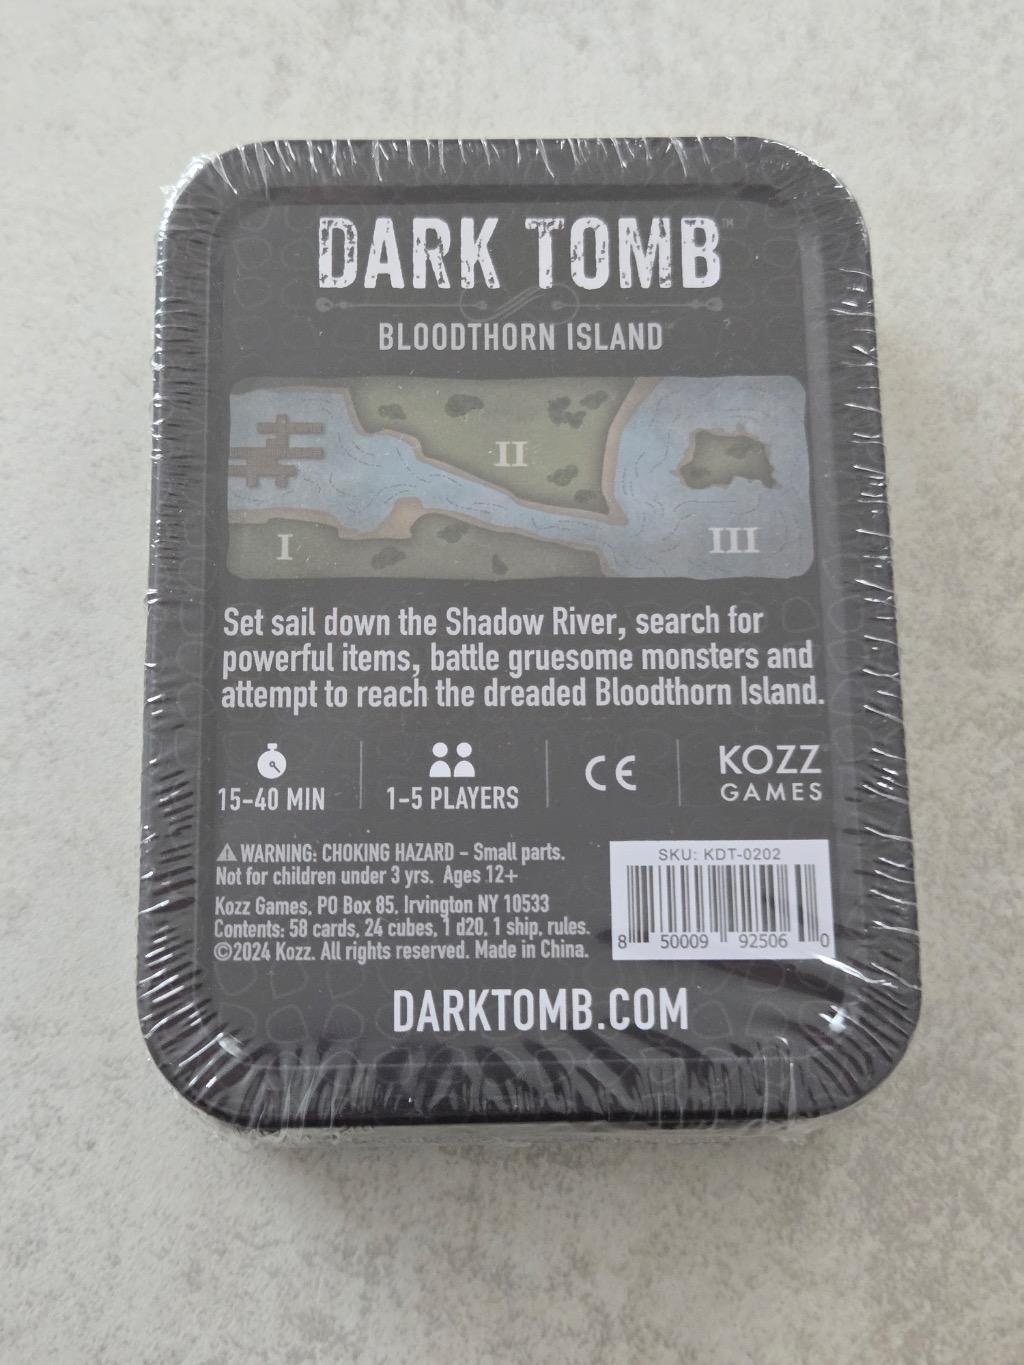 DARK TOMB™
BLOODTHORN ISLAND
I
II
III
Set sail down the Shadow River, search for
powerful items, battle gruesome monsters and
attempt to reach the dreaded Bloodthorn Island.
15-40 MIN
1-5 PLAYERS
CE
KOZZ
GAMES
WARNING: CHOKING HAZARD – Small parts.
Not for children under 3 yrs. Ages 12+
Kozz Games, PO Box 85, Irvington NY 10533
Contents: 58 cards, 24 cubes, 1 d20, 1 ship, rules.
©2024 Kozz. All rights reserved. Made in China.
SKU: KDT-0202
8 50009 92506 0
DARKTOMB.COM